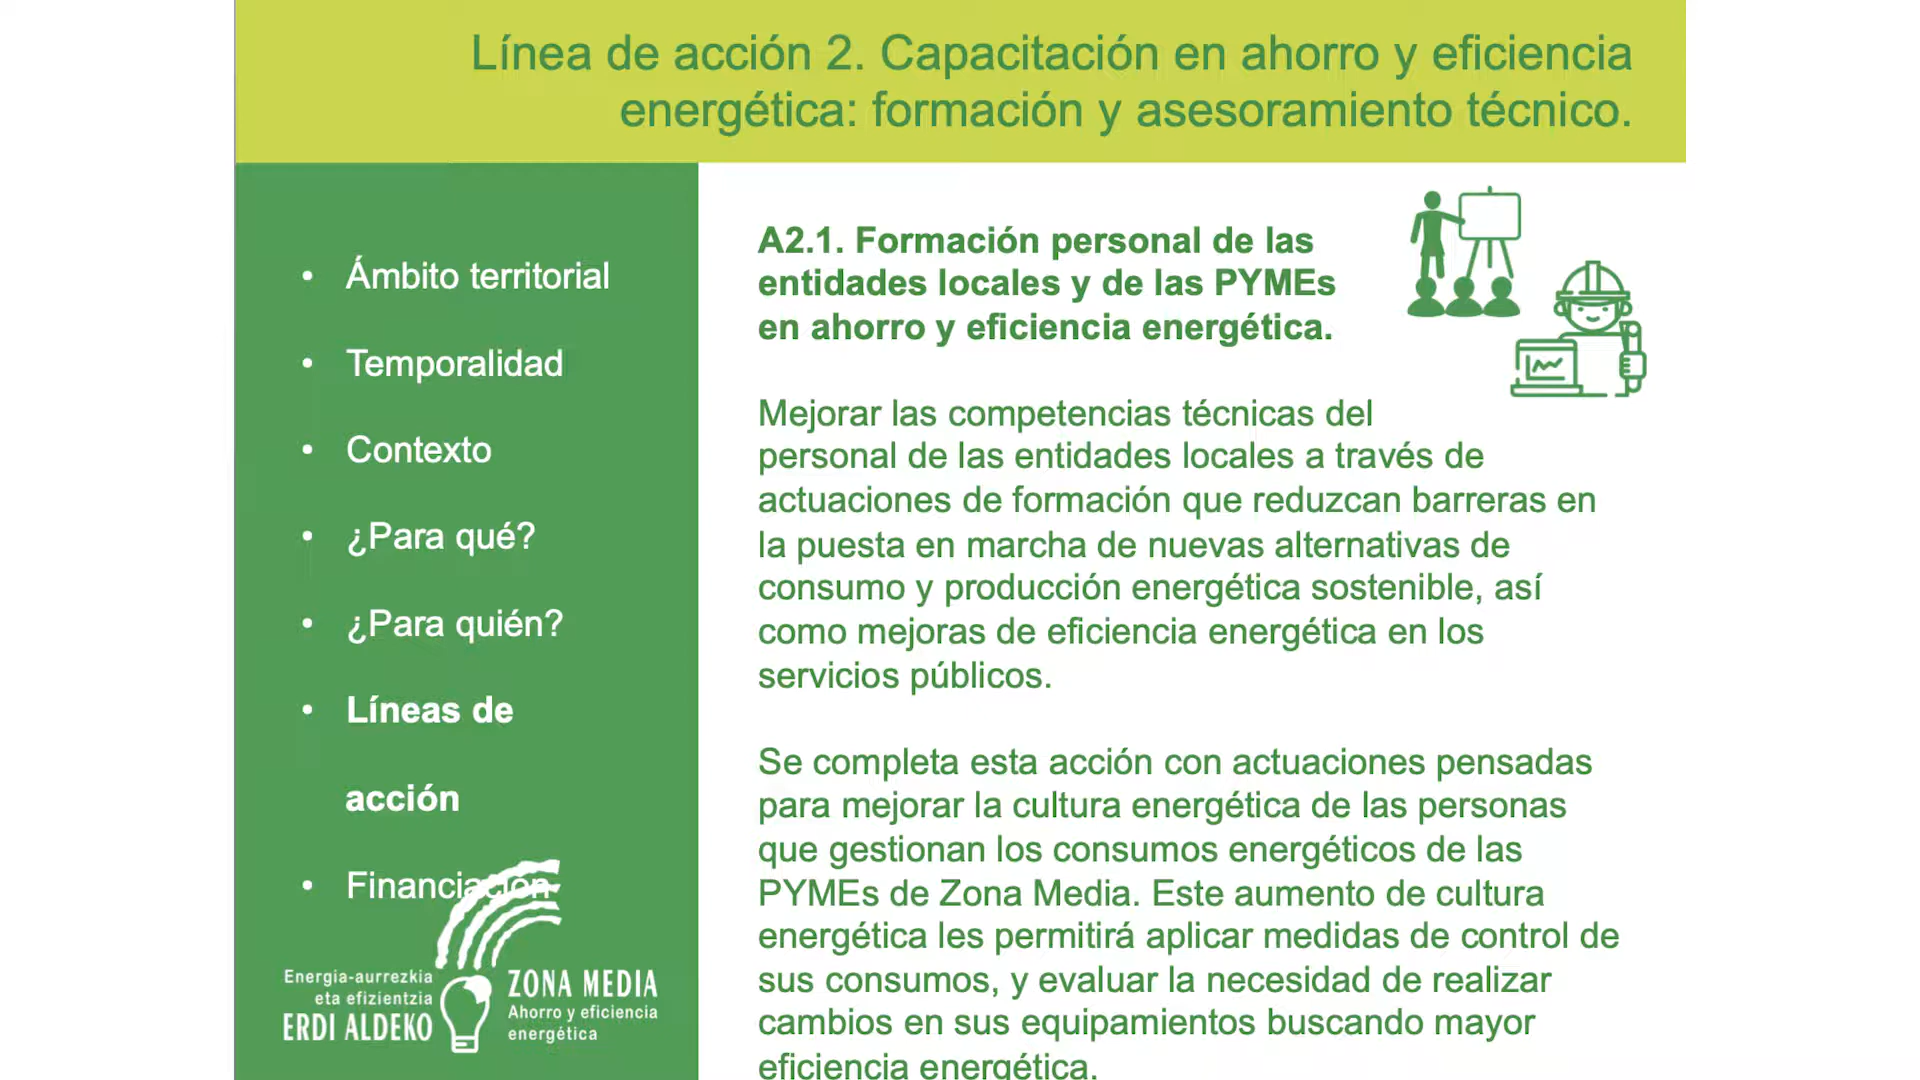 Línea de acción 2. Capacitación en ahorro y eficiencia
energética: formación y asesoramiento técnico.
• Ámbito territorial
• Temporalidad
• Contexto
• ¿Para qué?
• ¿Para quién?
• Líneas de
acción
• Financiación
Energia-aurrezkia
eta efizientzia
ERDI ALDEKO
ZONA MEDIA
Ahorro y eficiencia
energética
A2.1. Formación personal de las
entidades locales y de las PYMEs
en ahorro y eficiencia energética.
Mejorar las competencias técnicas del
personal de las entidades locales a través de
actuaciones de formación que reduzcan barreras en
la puesta en marcha de nuevas alternativas de
consumo y producción energética sostenible, así
como mejoras de eficiencia energética en los
servicios públicos.
Se completa esta acción con actuaciones pensadas
para mejorar la cultura energética de las personas
que gestionan los consumos energéticos de las
PYMEs de Zona Media. Este aumento de cultura
energética les permitirá aplicar medidas de control de
sus consumos, y evaluar la necesidad de realizar
cambios en sus equipamientos buscando mayor
eficiencia energética.